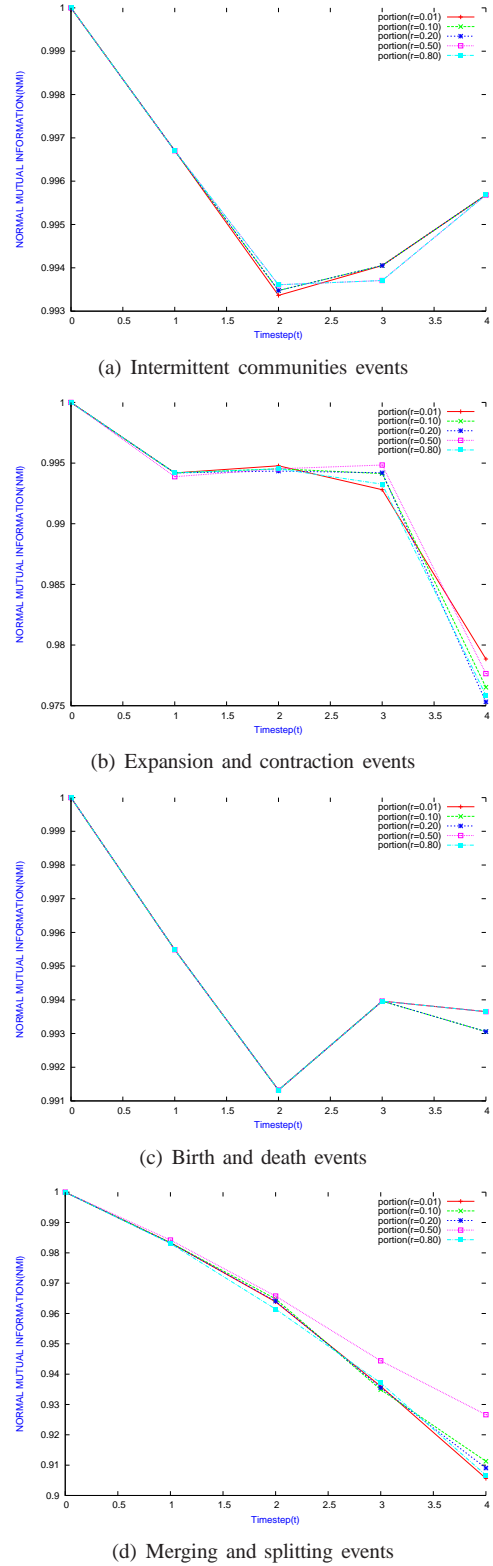 1
0.999
0.998
0.997
0.996
0.995
0.994
0.993
0 0.5 1 1.5 2 2.5 3 3.5 4
NORMAL MUTUAL INFORMATION(NMI)
Timestep(t)
portion(r=0.01)
portion(r=0.10)
portion(r=0.20)
portion(r=0.50)
portion(r=0.80)
(a) Intermittent communities events
1
0.995
0.99
0.985
0.98
0.975
0 0.5 1 1.5 2 2.5 3 3.5 4
NORMAL MUTUAL INFORMATION(NMI)
Timestep(t)
portion(r=0.01)
portion(r=0.10)
portion(r=0.20)
portion(r=0.50)
portion(r=0.80)
(b) Expansion and contraction events
1
0.999
0.998
0.997
0.996
0.995
0.994
0.993
0.992
0.991
0 0.5 1 1.5 2 2.5 3 3.5 4
NORMAL MUTUAL INFORMATION(NMI)
Timestep(t)
portion(r=0.01)
portion(r=0.10)
portion(r=0.20)
portion(r=0.50)
portion(r=0.80)
(c) Birth and death events
1
0.99
0.98
0.97
0.96
0.95
0.94
0.93
0.92
0.91
0.9
0 0.5 1 1.5 2 2.5 3 3.5 4
NORMAL MUTUAL INFORMATION(NMI)
Timestep(t)
portion(r=0.01)
portion(r=0.10)
portion(r=0.20)
portion(r=0.50)
portion(r=0.80)
(d) Merging and splitting events